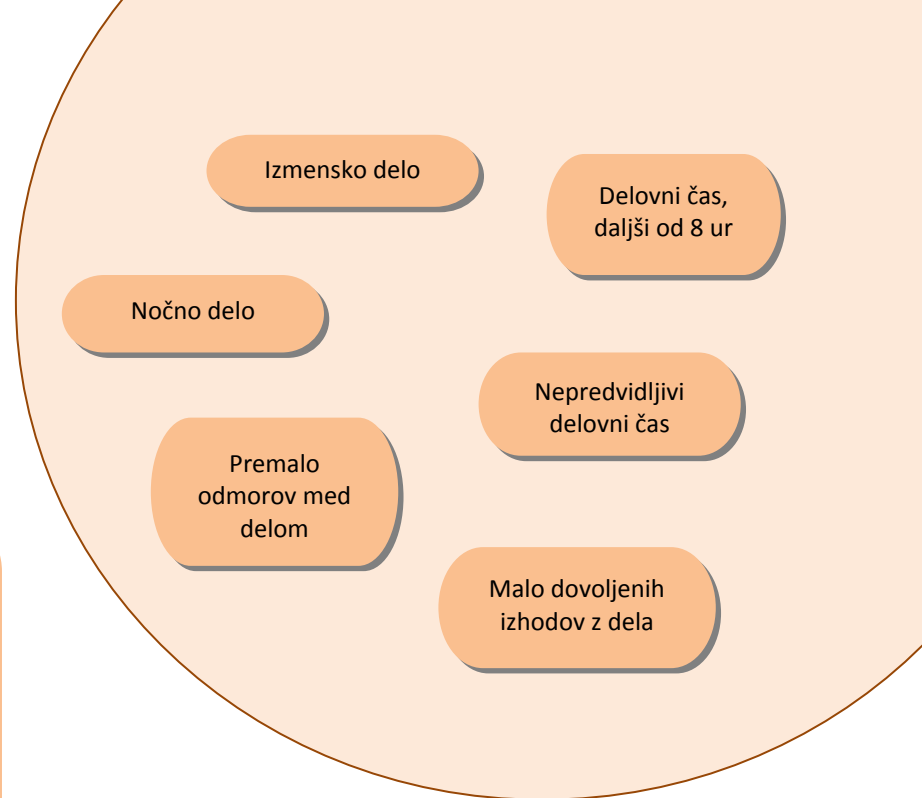 Izmensko delo
Delovni čas,
daljši od 8 ur
Nočno delo
Nepredvidljivi
delovni čas
Premalo
odmorov med
delom
Malo dovoljenih
izhodov z dela